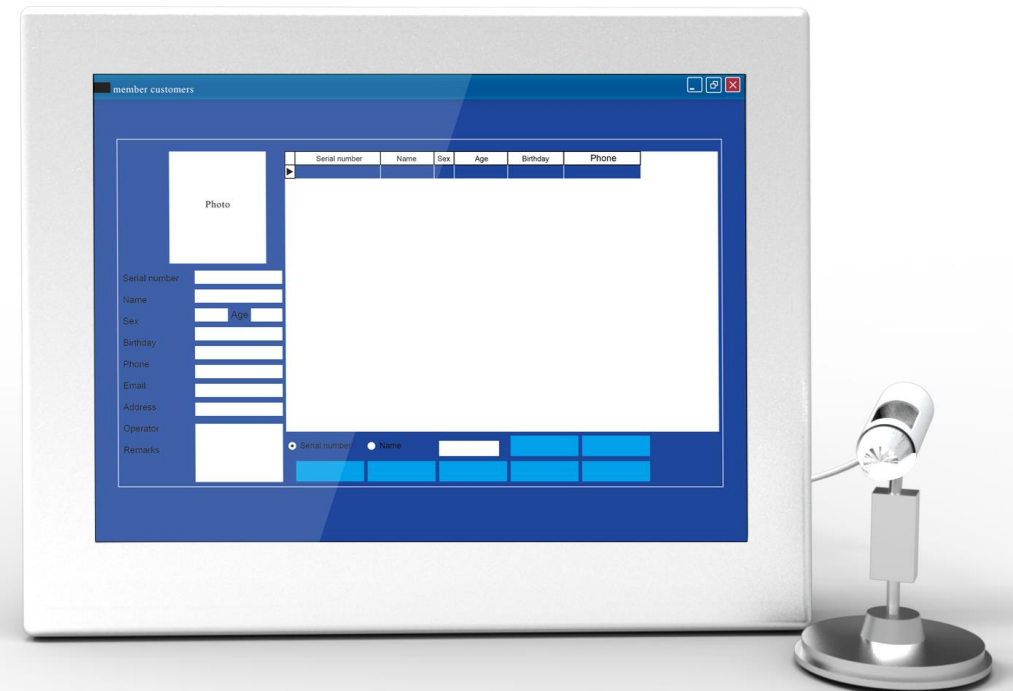 member customers
Photo
Serial number Name Sex Age Birthday Phone
Serial number
Name
Sex Age
Birthday
Phone
Email
Address
Operator
Remarks
Serial number Name